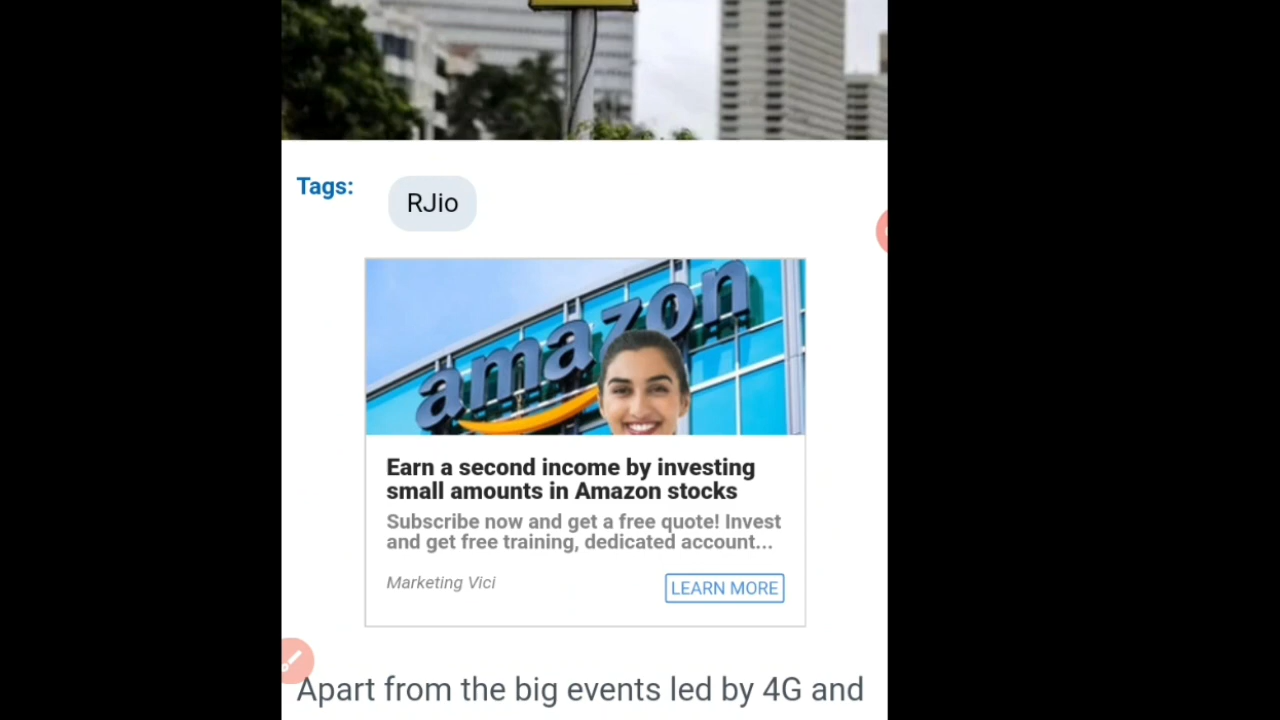 Tags:
RJio
amazon
Earn a second income by investing
small amounts in Amazon stocks
Subscribe now and get a free quote! Invest
and get free training, dedicated account...
Marketing Vici
LEARN MORE
Apart from the big events led by 4G and